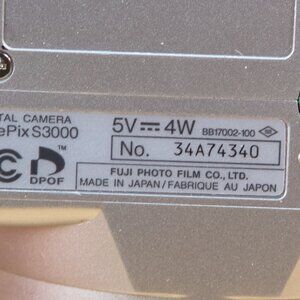 TAL CAMERA
ePix S3000
5V ⎓ 4W BB17002-100
No. 34A74340
DPOF
TM
FUJI PHOTO FILM CO., LTD.
MADE IN JAPAN/FABRIQUE AU JAPON